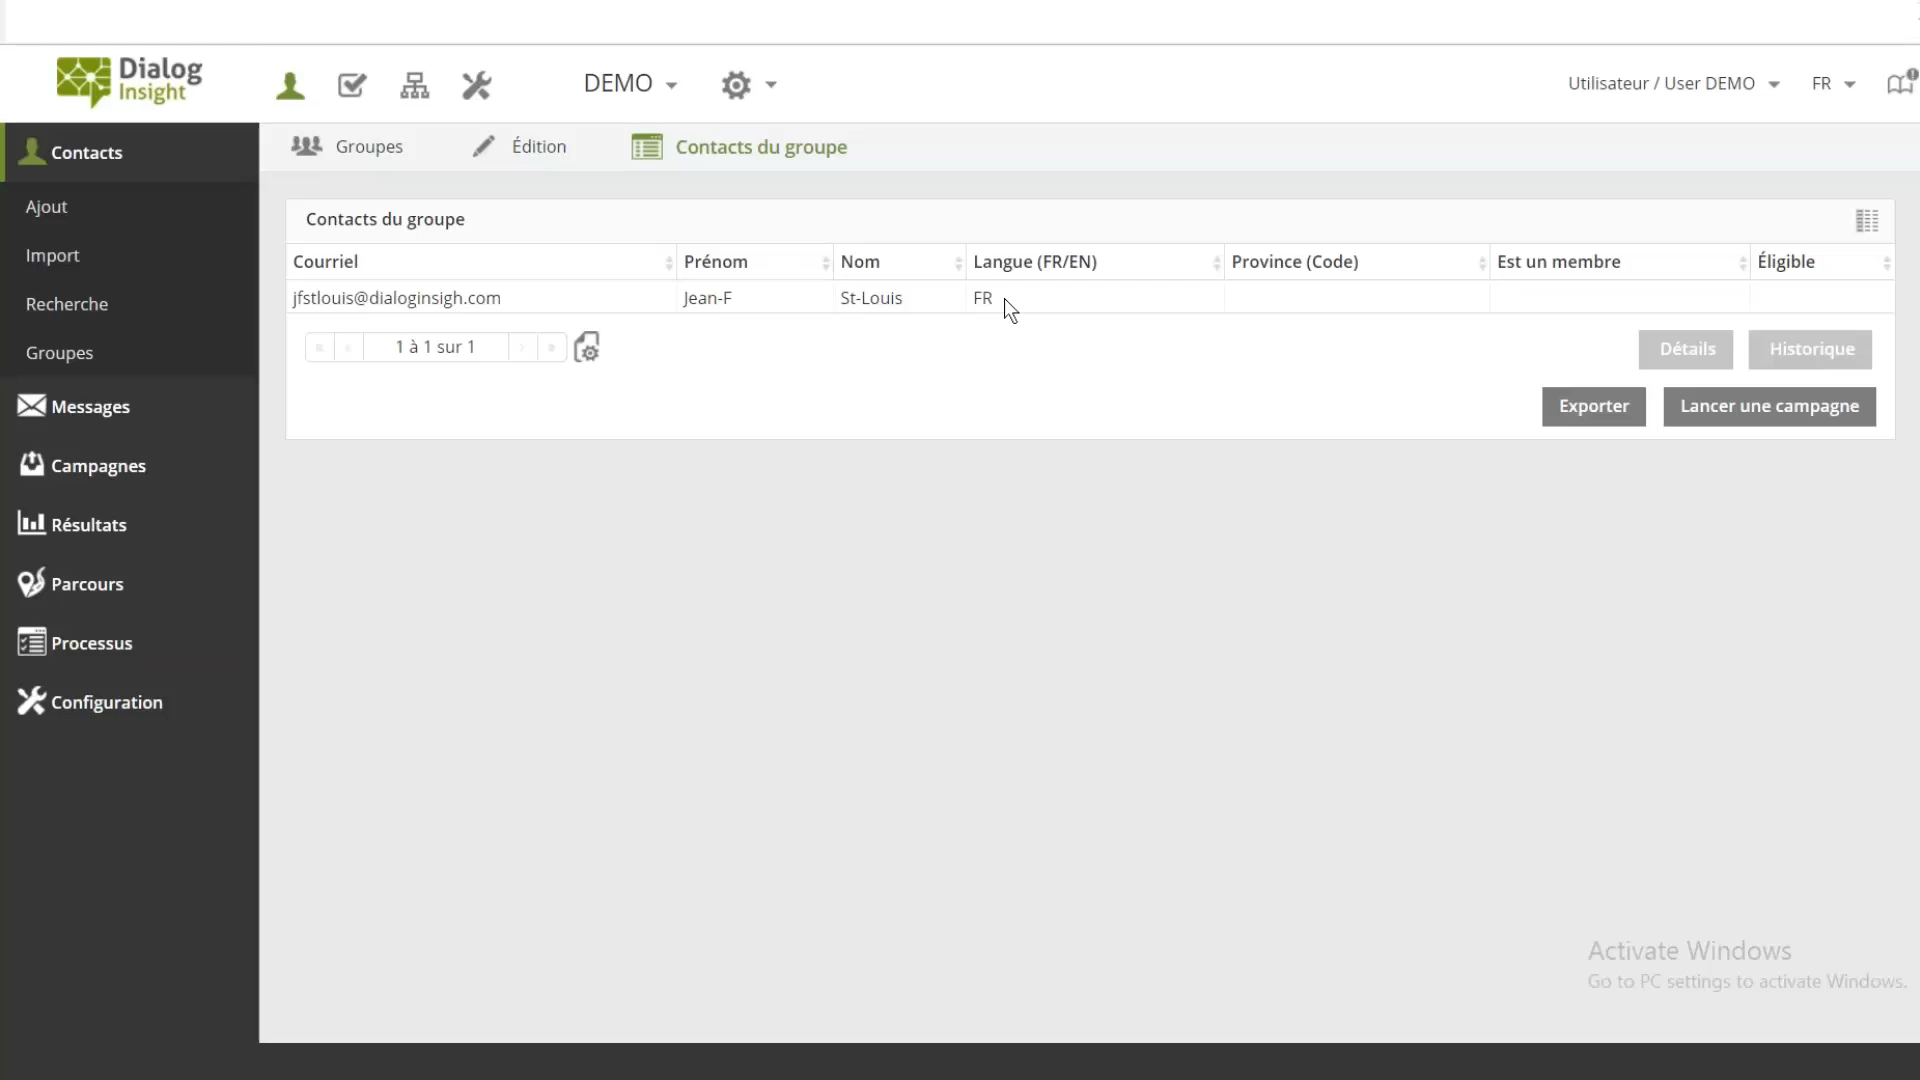 Dialog
Insight
DEMO
Utilisateur / User DEMO
FR
Contacts
Groupes
Édition
Contacts du groupe
Ajout
Import
Recherche
Groupes
Messages
Campagnes
Résultats
Parcours
Processus
Configuration
Contacts du groupe
Courriel Prénom Nom Langue (FR/EN) Province (Code) Est un membre Éligible
jfstlouis@dialoginsigh.com Jean-F St-Louis FR
« ‹ 1 à 1 sur 1 › »
Détails Historique
Exporter Lancer une campagne
Activate Windows
Go to PC settings to activate Windows.